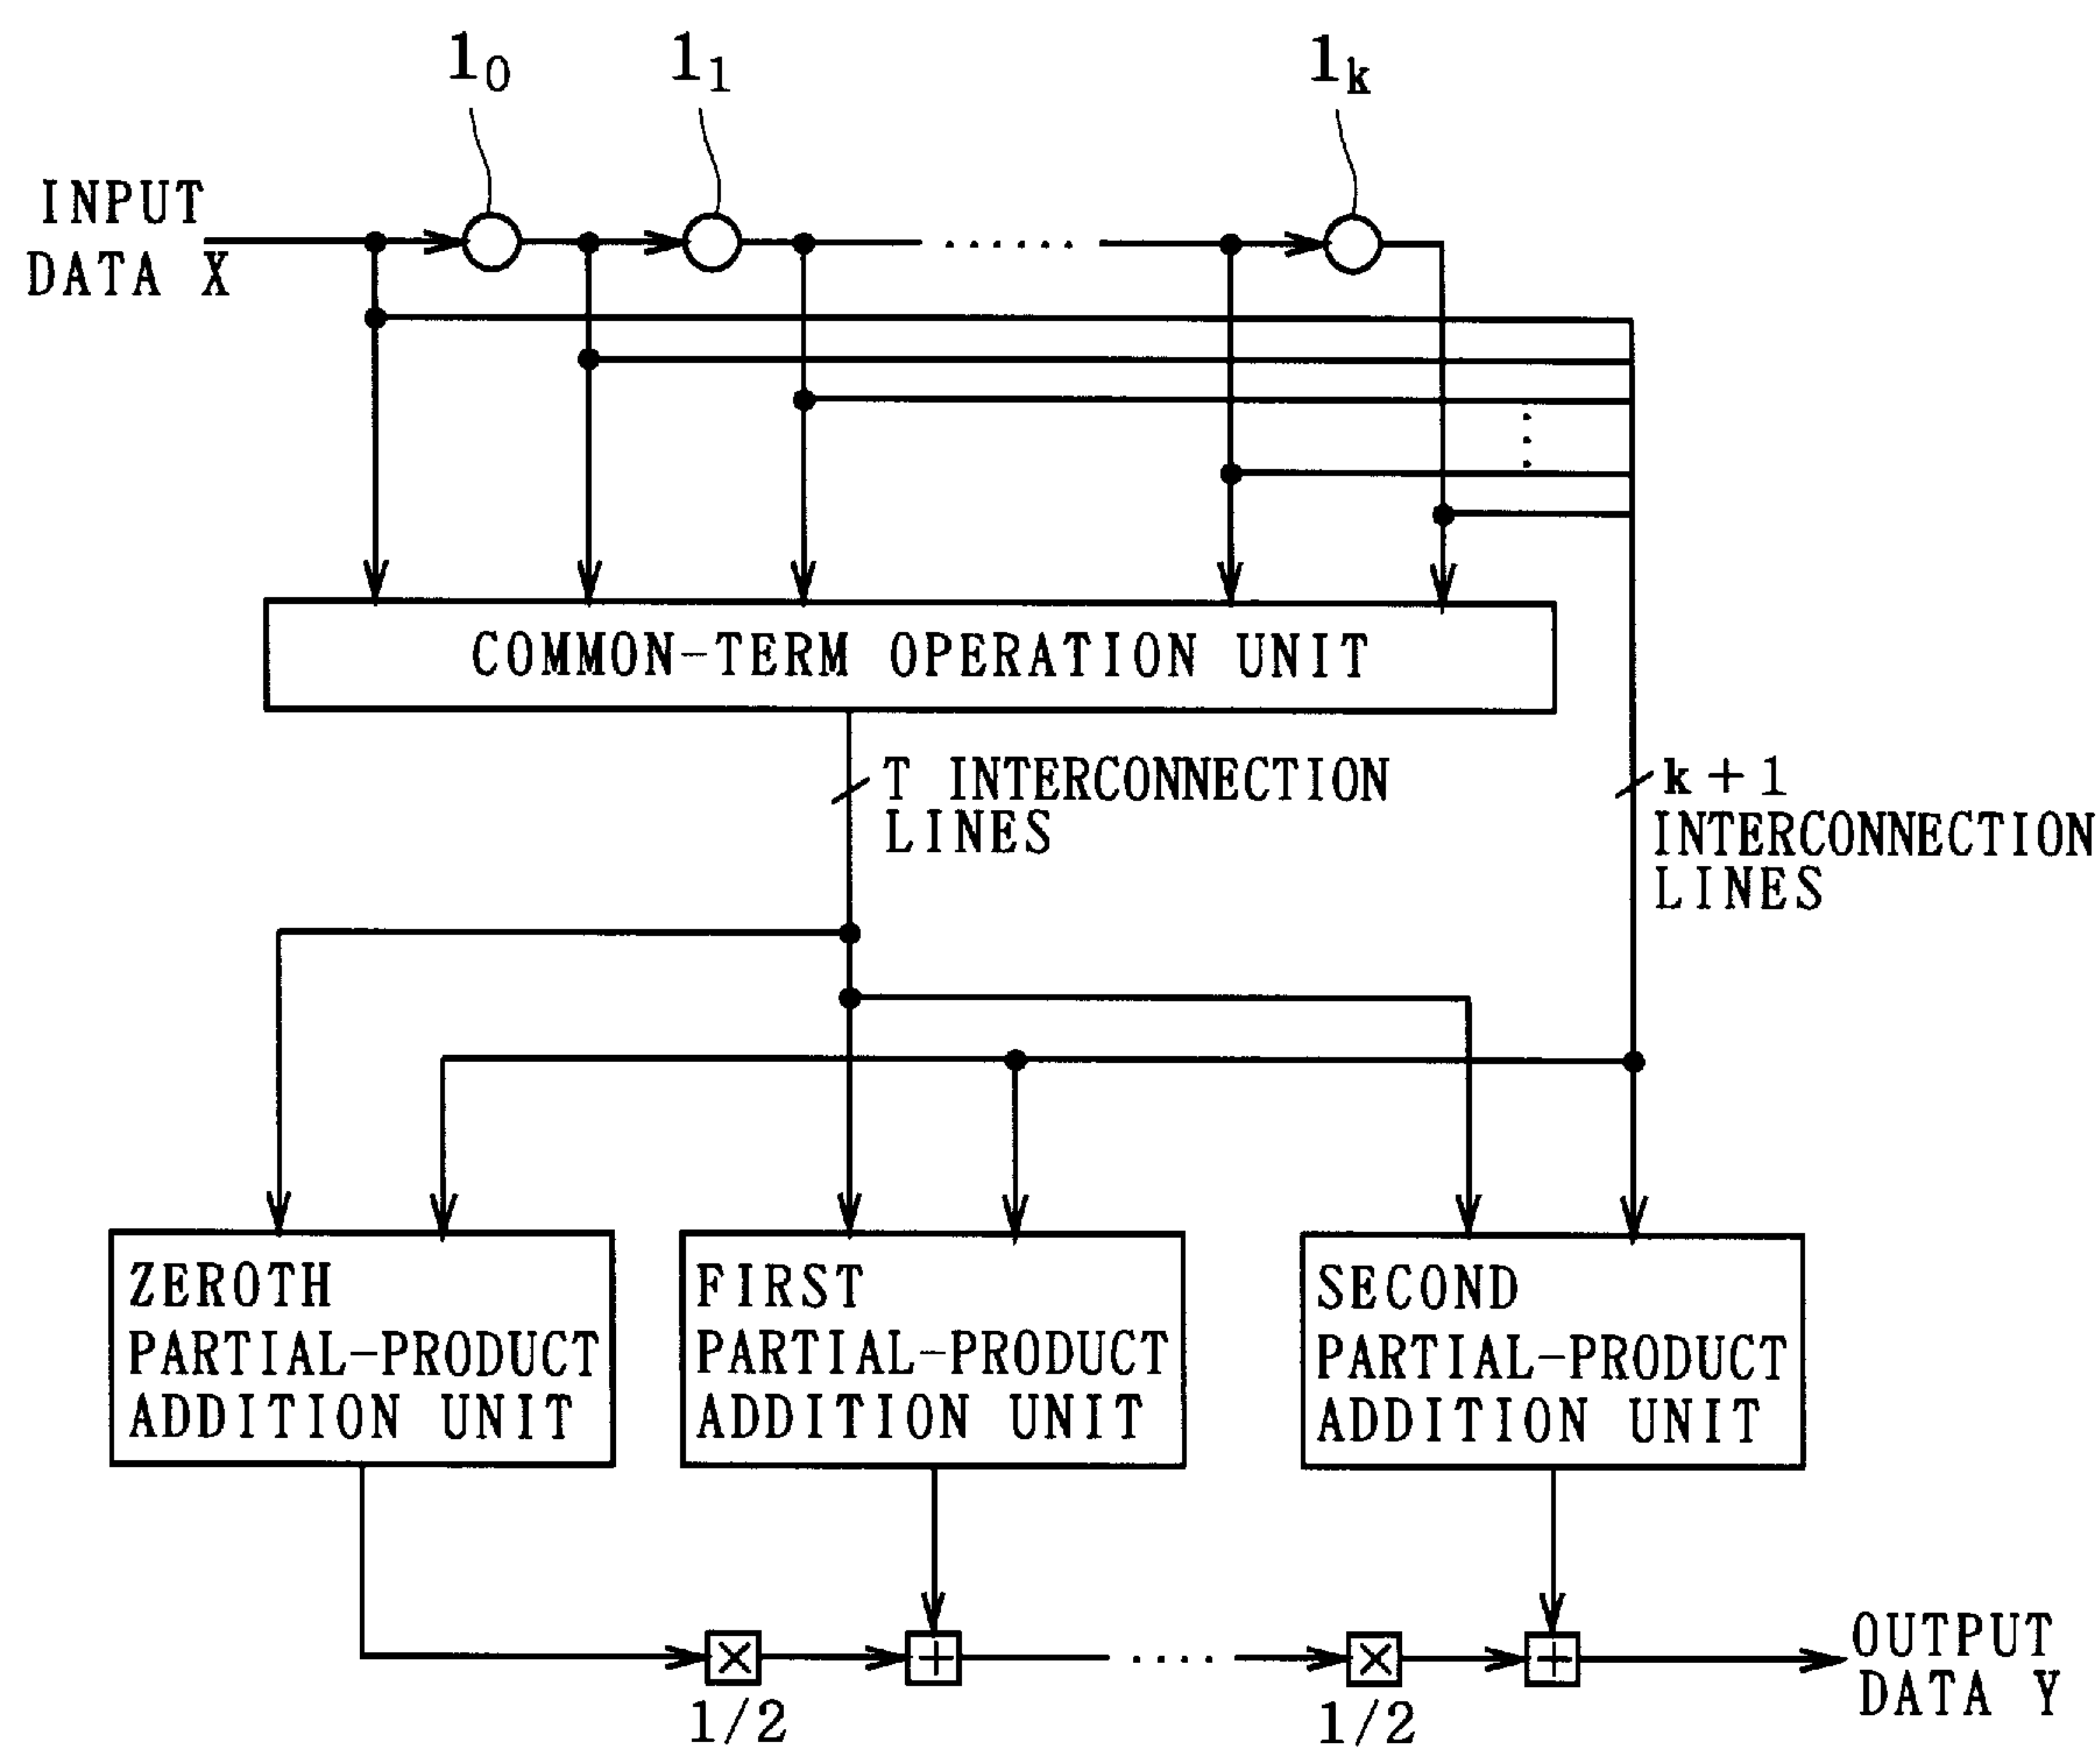 1₀ 1₁ 1ₖ
INPUT
DATA X
COMMON-TERM OPERATION UNIT
T INTERCONNECTION
LINES
k+1
INTERCONNECTION
LINES
ZEROTH
PARTIAL-PRODUCT
ADDITION UNIT
FIRST
PARTIAL-PRODUCT
ADDITION UNIT
SECOND
PARTIAL-PRODUCT
ADDITION UNIT
× + × +
1/2 1/2
OUTPUT
DATA Y